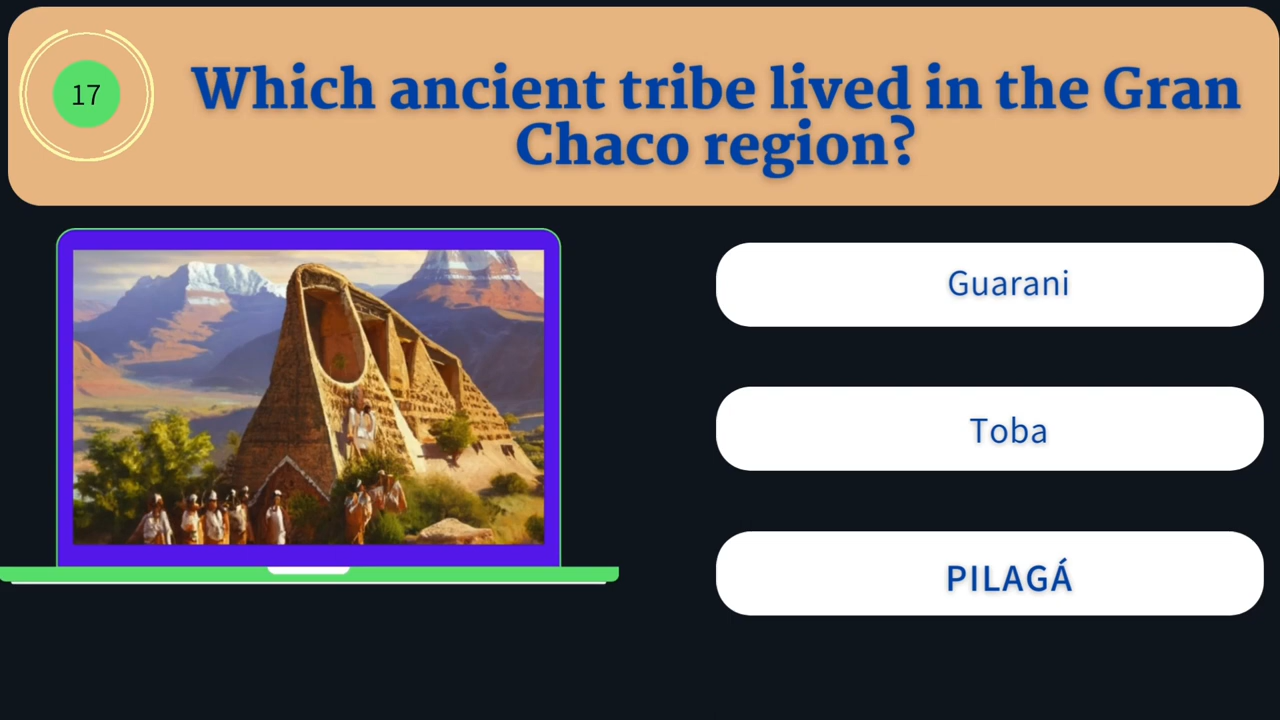 17
Which ancient tribe lived in the Gran
Chaco region?
Guarani
Toba
PILAGÁ